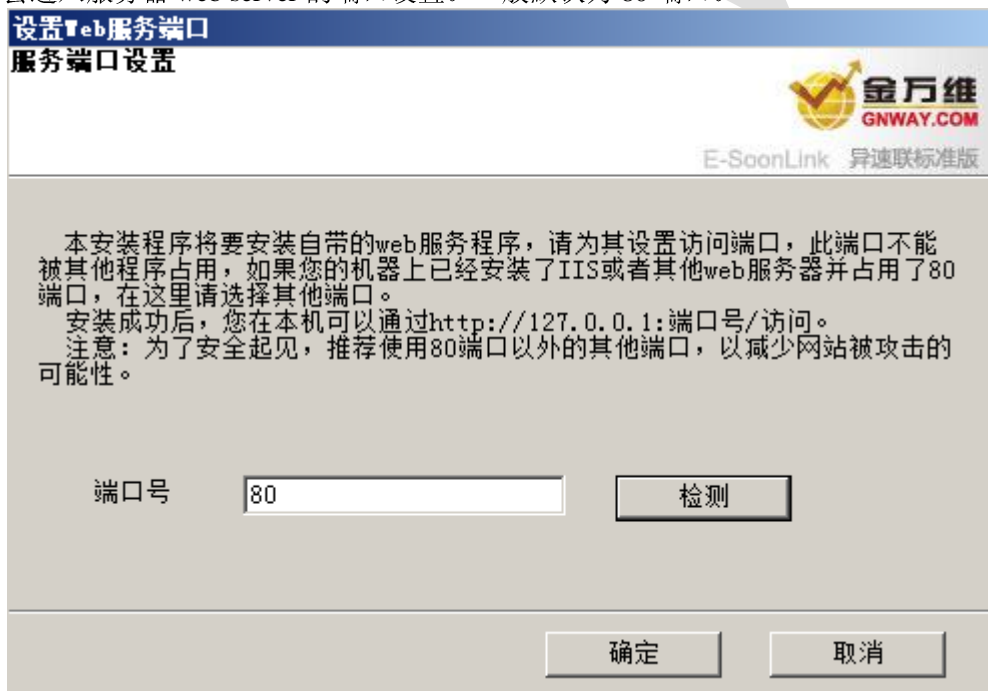 设置Web服务端口
服务端口设置
金万维
GNWAY.COM
E-SoonLink 异速联标准版
本安装程序将要安装自带的web服务程序，请为其设置访问端口，此端口不能
被其他程序占用，如果您的机器上已经安装了IIS或者其他web服务器并占用了80
端口，在这里请选择其他端口。
安装成功后，您在本机可以通过http://127.0.0.1:端口号/访问。
注意：为了安全起见，推荐使用80端口以外的其他端口，以减少网站被攻击的
可能性。
端口号 80 检测
确定 取消